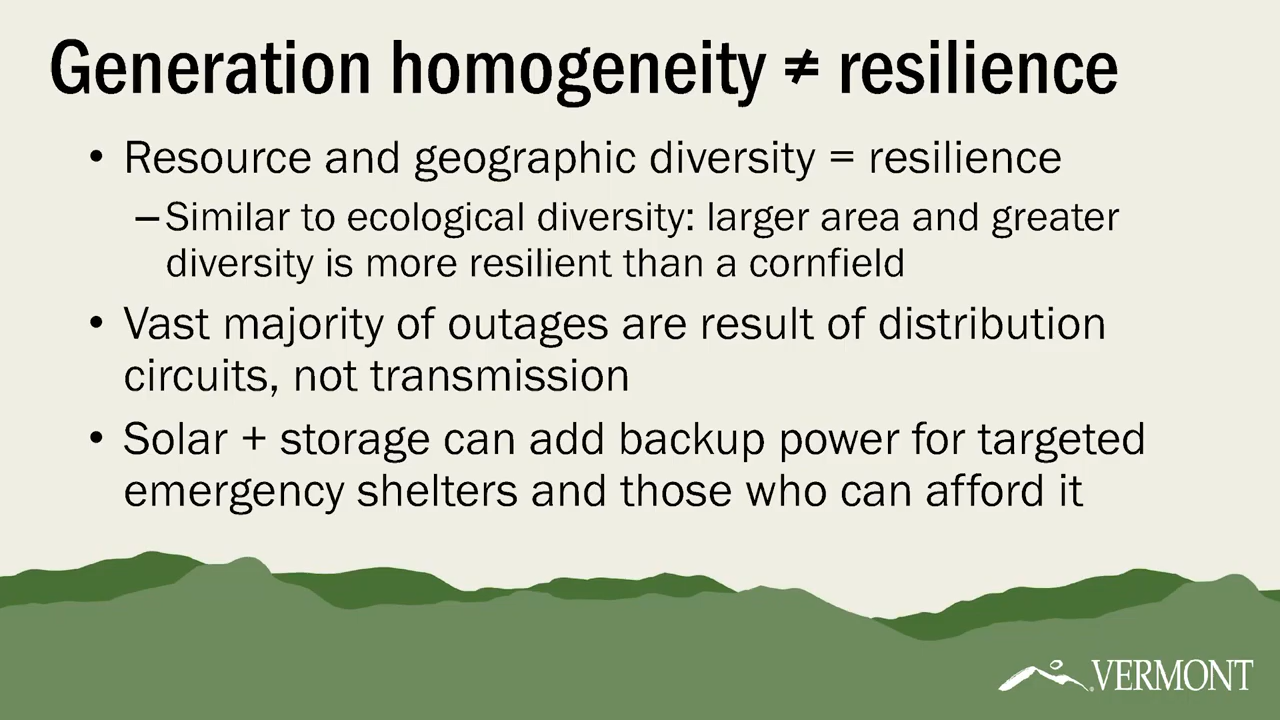 Generation homogeneity ≠ resilience
• Resource and geographic diversity = resilience
– Similar to ecological diversity: larger area and greater
diversity is more resilient than a cornfield
• Vast majority of outages are result of distribution
circuits, not transmission
• Solar + storage can add backup power for targeted
emergency shelters and those who can afford it
VERMONT